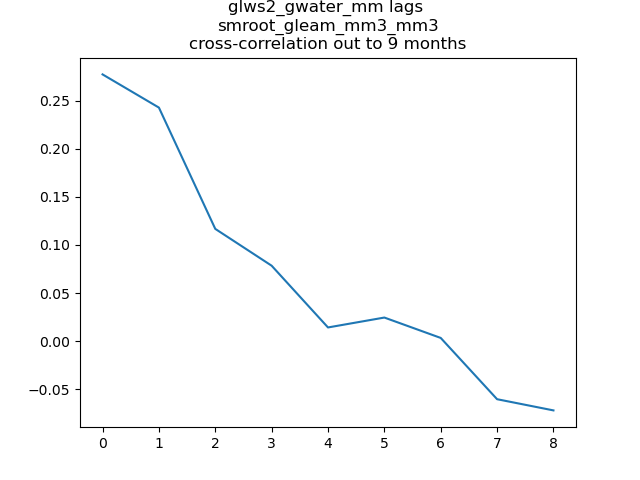 glws2_gwater_mm lags
smroot_gleam_mm3_mm3
cross-correlation out to 9 months
0.25
0.20
0.15
0.10
0.05
0.00
−0.05
0 1 2 3 4 5 6 7 8